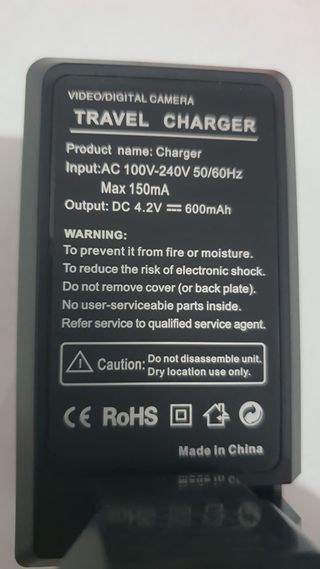 VIDEO/DIGITAL CAMERA
TRAVEL CHARGER
Product name: Charger
Input:AC 100V-240V 50/60Hz
Max 150mA
Output: DC 4.2V 600mAh
WARNING:
To prevent it from fire or moisture.
To reduce the risk of electronic shock.
Do not remove cover (or back plate).
No user-serviceable parts inside.
Refer service to qualified service agent.
Caution: Do not disassemble unit.
Dry location use only.
CE RoHS
Made in China